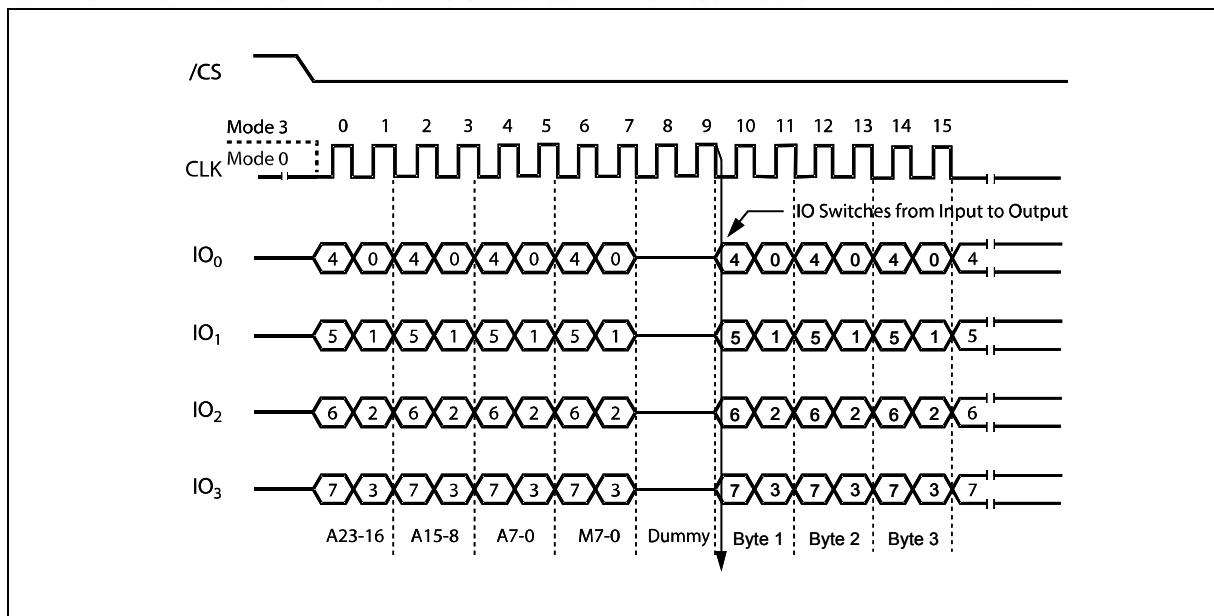 /CS
Mode 3 0 1 2 3 4 5 6 7 8 9 10 11 12 13 14 15
Mode 0
CLK
IO Switches from Input to Output
IO0 4 0 4 0 4 0 4 0 4 0 4 0 4 0 4
IO1 5 1 5 1 5 1 5 1 5 1 5 1 5 1 5
IO2 6 2 6 2 6 2 6 2 6 2 6 2 6 2 6
IO3 7 3 7 3 7 3 7 3 7 3 7 3 7 3 7
A23-16 A15-8 A7-0 M7-0 Dummy Byte 1 Byte 2 Byte 3